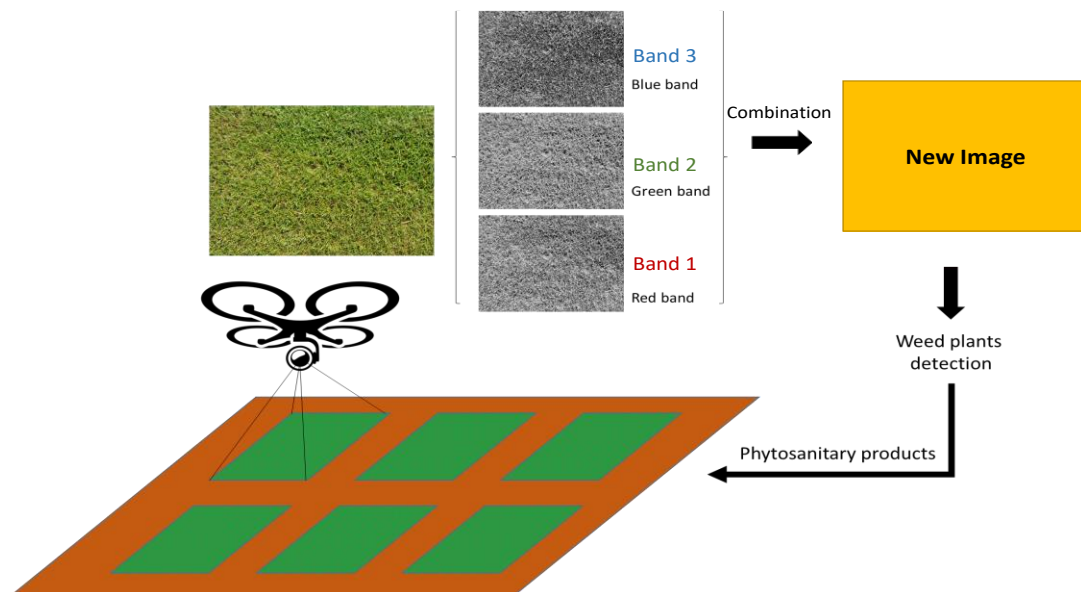 Band 3
Blue band
Band 2
Green band
Band 1
Red band
Combination
New Image
Weed plants
detection
Phytosanitary products